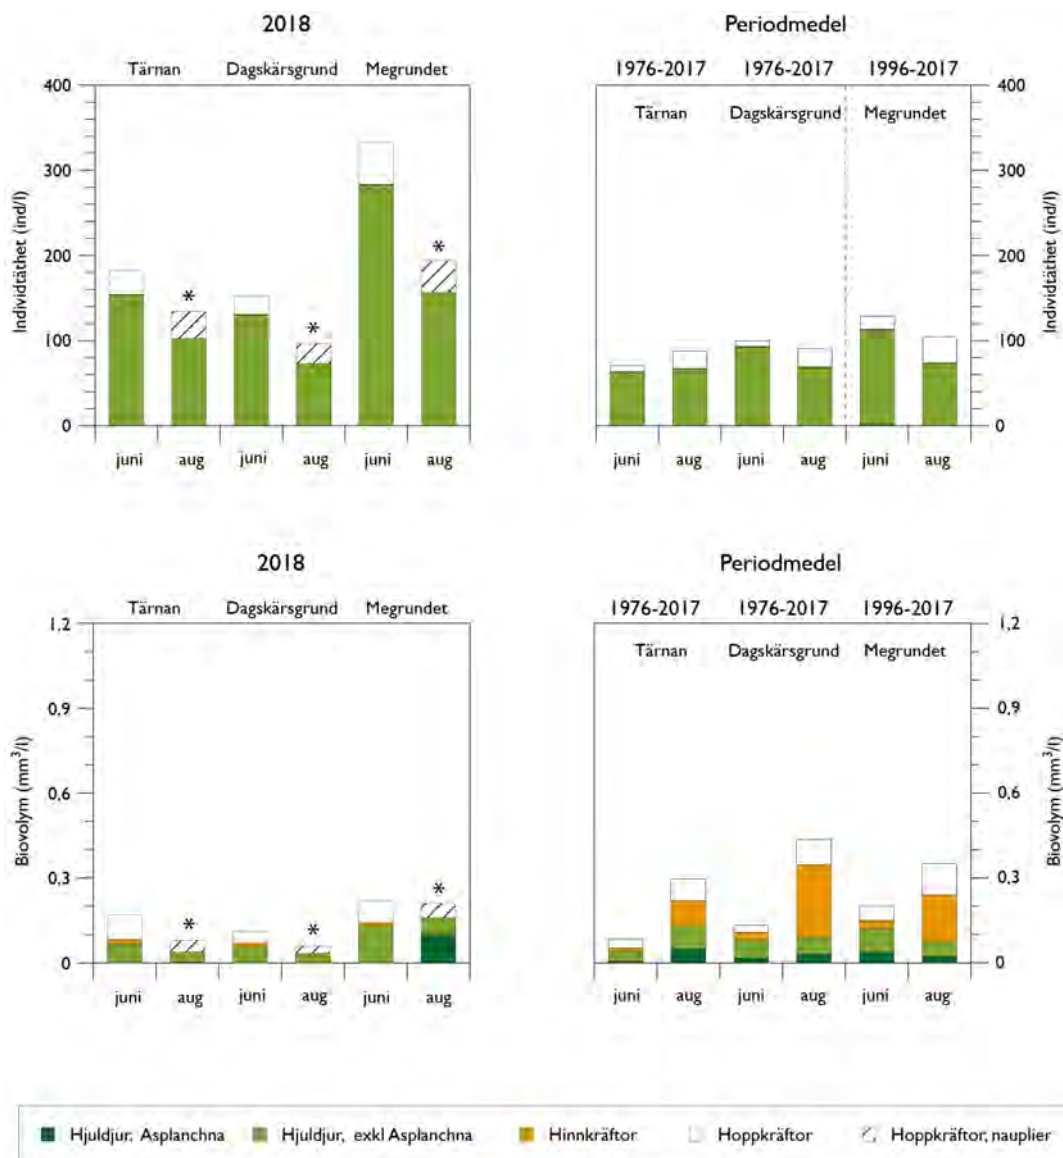 2018
Periodmedel
Tärnan Dagskärsgrund Megrundet
1976-2017 1976-2017 1996-2017
Tärnan Dagskärsgrund Megrundet
400
300
200
100
0
Individtäthet (ind/l)
* * *
juni aug juni aug juni aug
400
300
200
100
0
Individtäthet (ind/l)
juni aug juni aug juni aug
2018
Periodmedel
Tärnan Dagskärsgrund Megrundet
1976-2017 1976-2017 1996-2017
Tärnan Dagskärsgrund Megrundet
1,2
0,9
0,6
0,3
0
Biovolym (mm³/l)
* * *
juni aug juni aug juni aug
1,2
0,9
0,6
0,3
0
Biovolym (mm³/l)
juni aug juni aug juni aug
Hjuldjur, Asplanchna Hjuldjur, exkl Asplanchna Hinnkräftor Hoppkräftor Hoppkräftor, nauplier